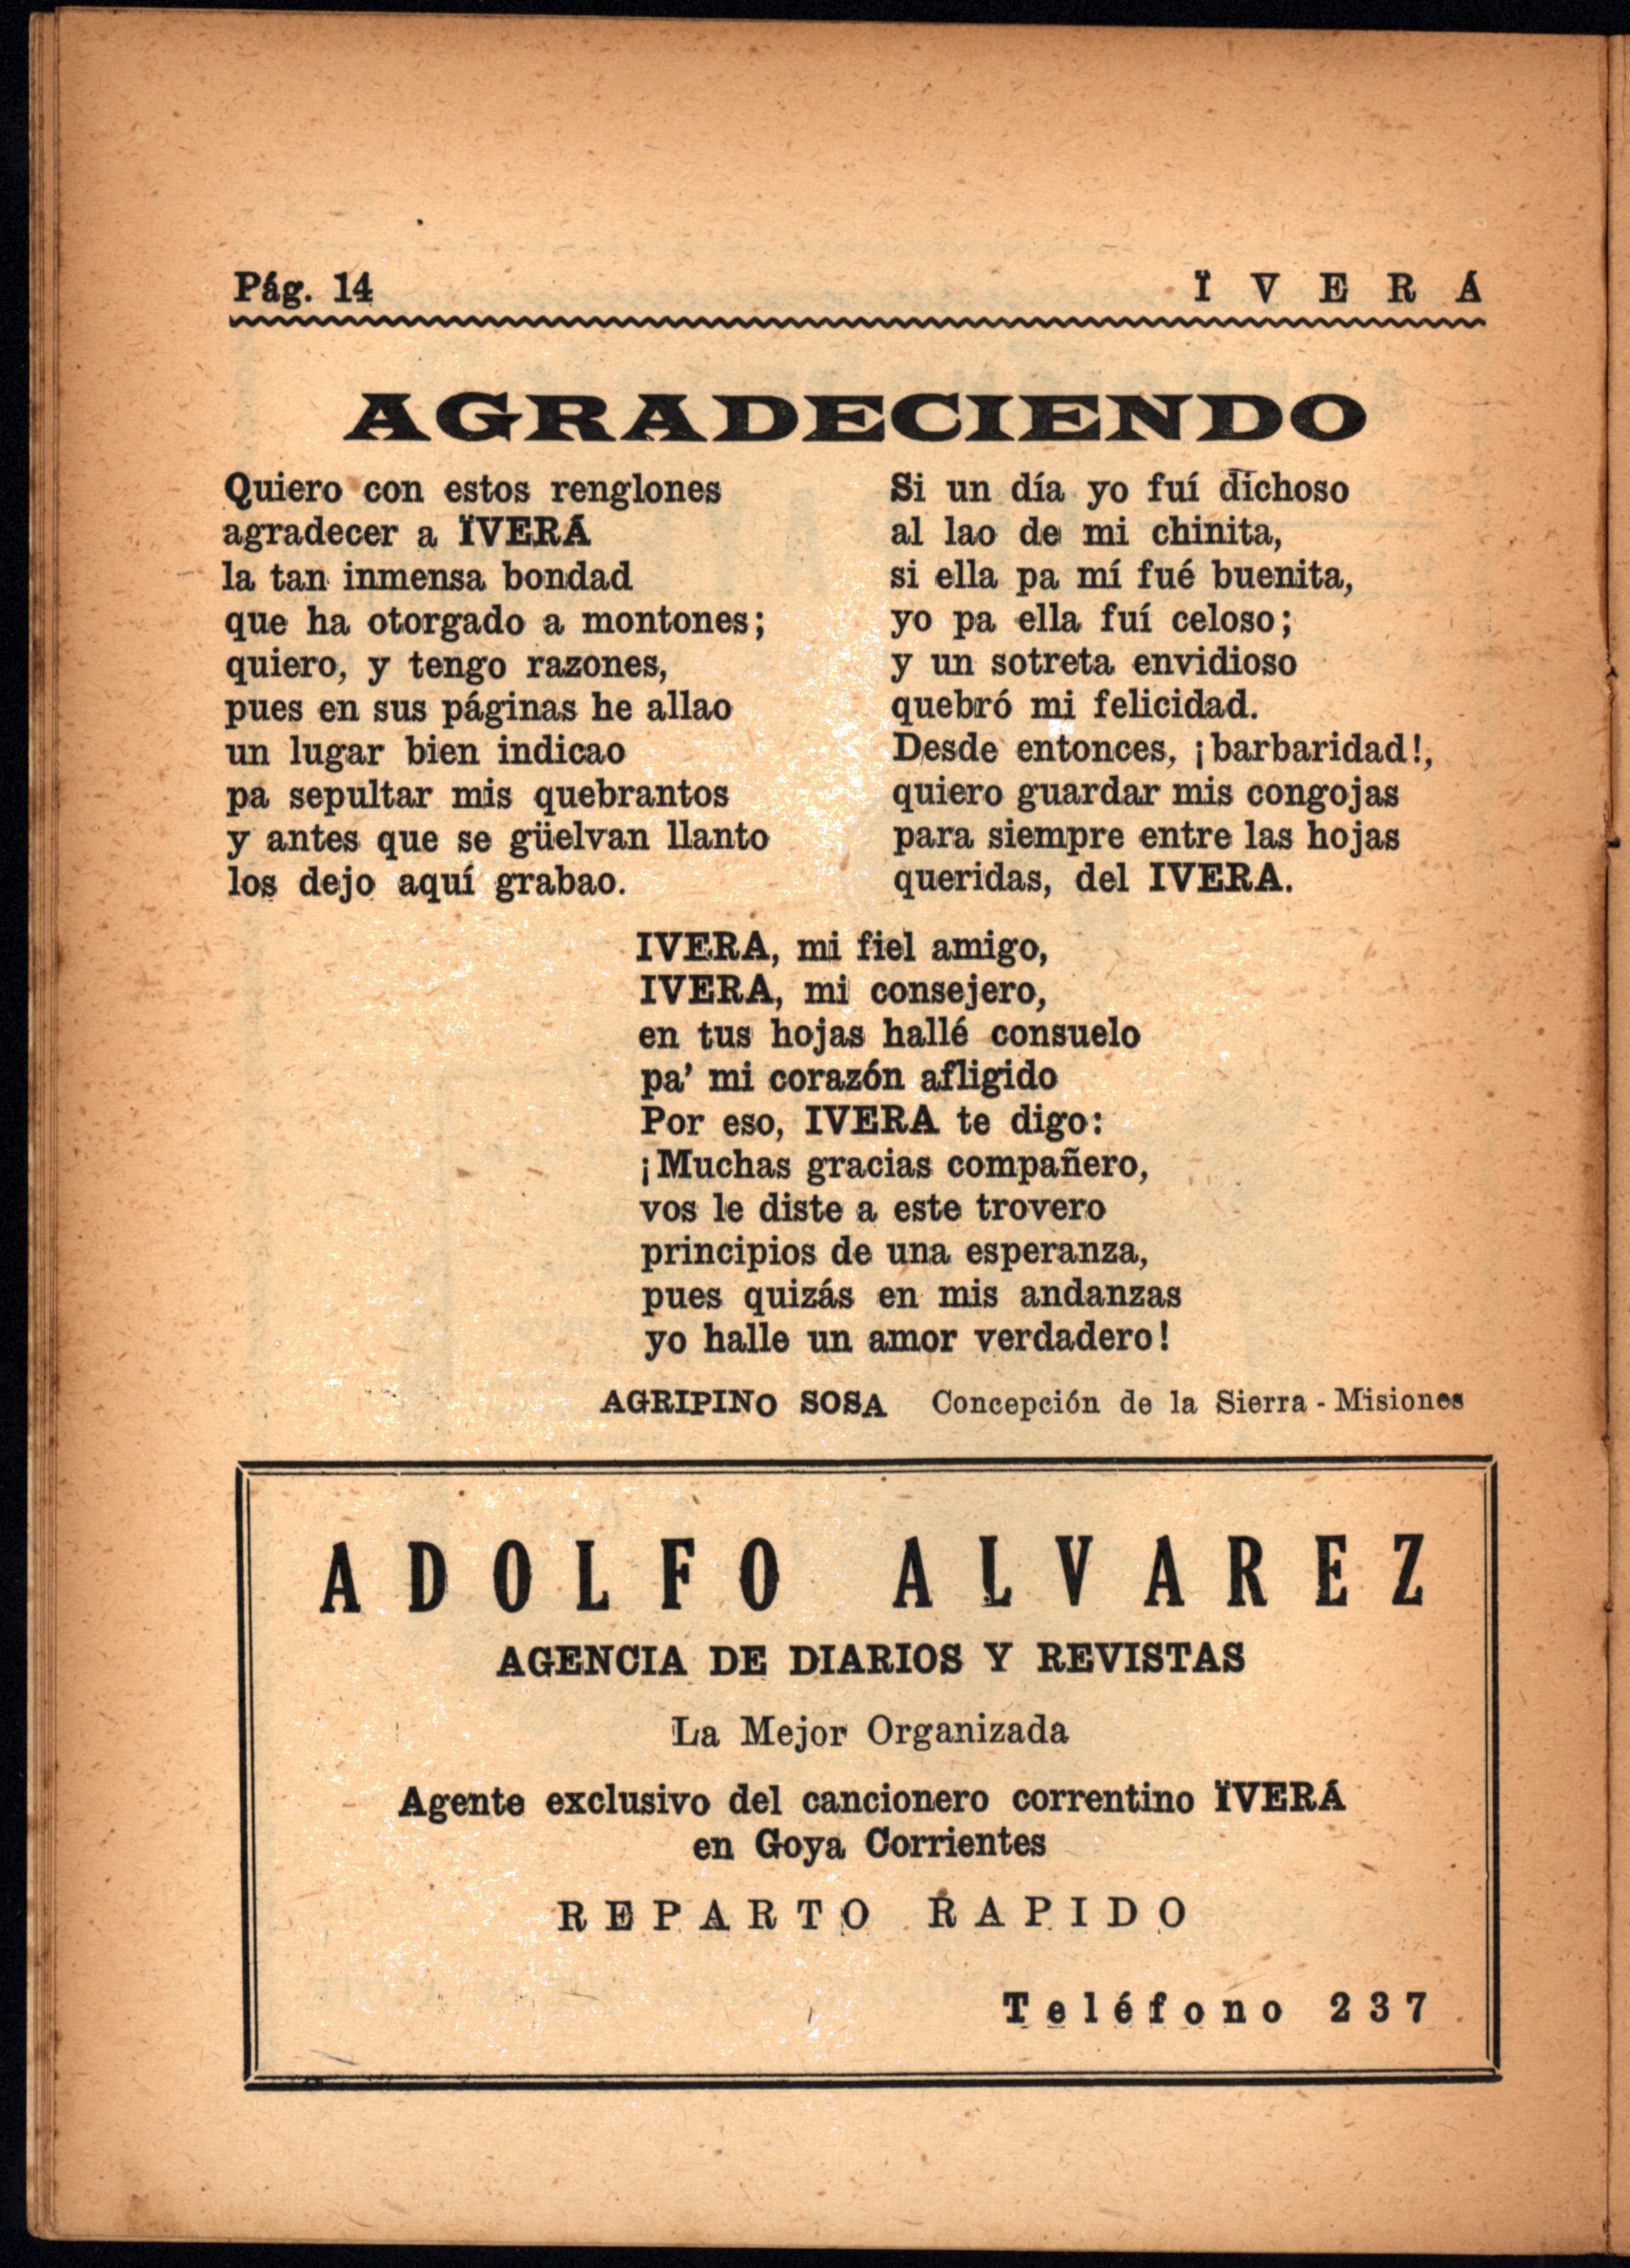 Pág. 14
ÏVERÁ
AGRADECIENDO
Quiero con estos renglones
agradecer a ÏVERÁ
la tan inmensa bondad
que ha otorgado a montones;
quiero, y tengo razones,
pues en sus páginas he allao
un lugar bien indicao
pa sepultar mis quebrantos
y antes que se güelvan llanto
los dejo aquí grabao.
Si un día yo fuí dichoso
al lao de mi chinita,
si ella pa mí fué buenita,
yo pa ella fuí celoso;
y un sotreta envidioso
quebró mi felicidad.
Desde entonces, ¡barbaridad!,
quiero guardar mis congojas
para siempre entre las hojas
queridas, del IVERA.
IVERA, mi fiel amigo,
IVERA, mi consejero,
en tus hojas hallé consuelo
pa' mi corazón afligido
Por eso, IVERA te digo:
¡Muchas gracias compañero,
vos le diste a este trovero
principios de una esperanza,
pues quizás en mis andanzas
yo halle un amor verdadero!
AGRIPINO SOSA Concepción de la Sierra - Misiones
ADOLFO ALVAREZ
AGENCIA DE DIARIOS Y REVISTAS
La Mejor Organizada
Agente exclusivo del cancionero correntino ÏVERÁ
en Goya Corrientes
REPARTO RAPIDO
Teléfono 237